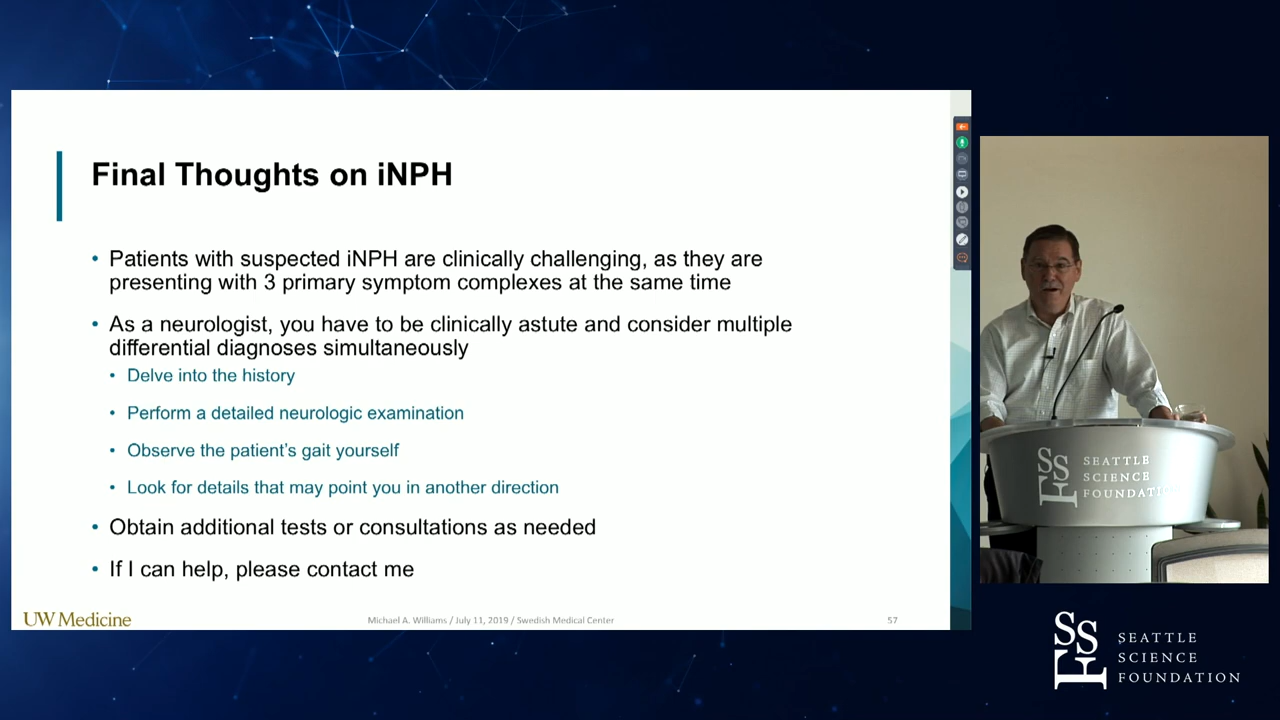 Final Thoughts on iNPH
• Patients with suspected iNPH are clinically challenging, as they are
presenting with 3 primary symptom complexes at the same time
• As a neurologist, you have to be clinically astute and consider multiple
differential diagnoses simultaneously
• Delve into the history
• Perform a detailed neurologic examination
• Observe the patient's gait yourself
• Look for details that may point you in another direction
• Obtain additional tests or consultations as needed
• If I can help, please contact me
UW Medicine
Michael A. Williams / July 11, 2019 / Swedish Medical Center
57
SSF
SEATTLE
SCIENCE
FOUNDATION
SSF
SEATTLE
SCIENCE
FOUNDATION